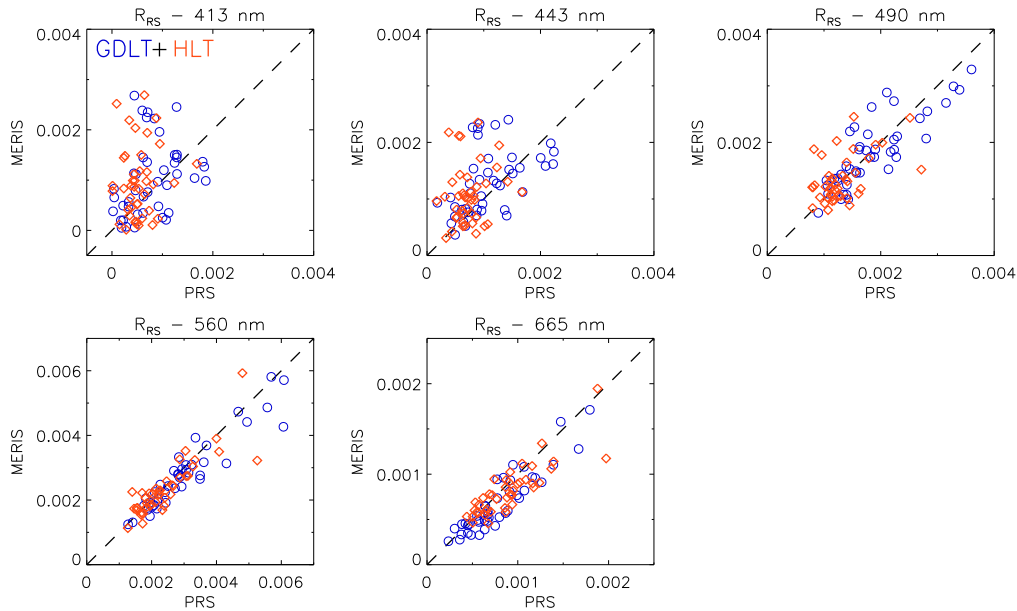 R_RS − 413 nm
GDLT+ HLT
MERIS
0.004
0.002
0
0 0.002 0.004
PRS
R_RS − 443 nm
MERIS
0.004
0.002
0
0 0.002 0.004
PRS
R_RS − 490 nm
MERIS
0.004
0.002
0
0 0.002 0.004
PRS
R_RS − 560 nm
MERIS
0.006
0.004
0.002
0
0 0.002 0.004 0.006
PRS
R_RS − 665 nm
MERIS
0.002
0.001
0
0 0.001 0.002
PRS